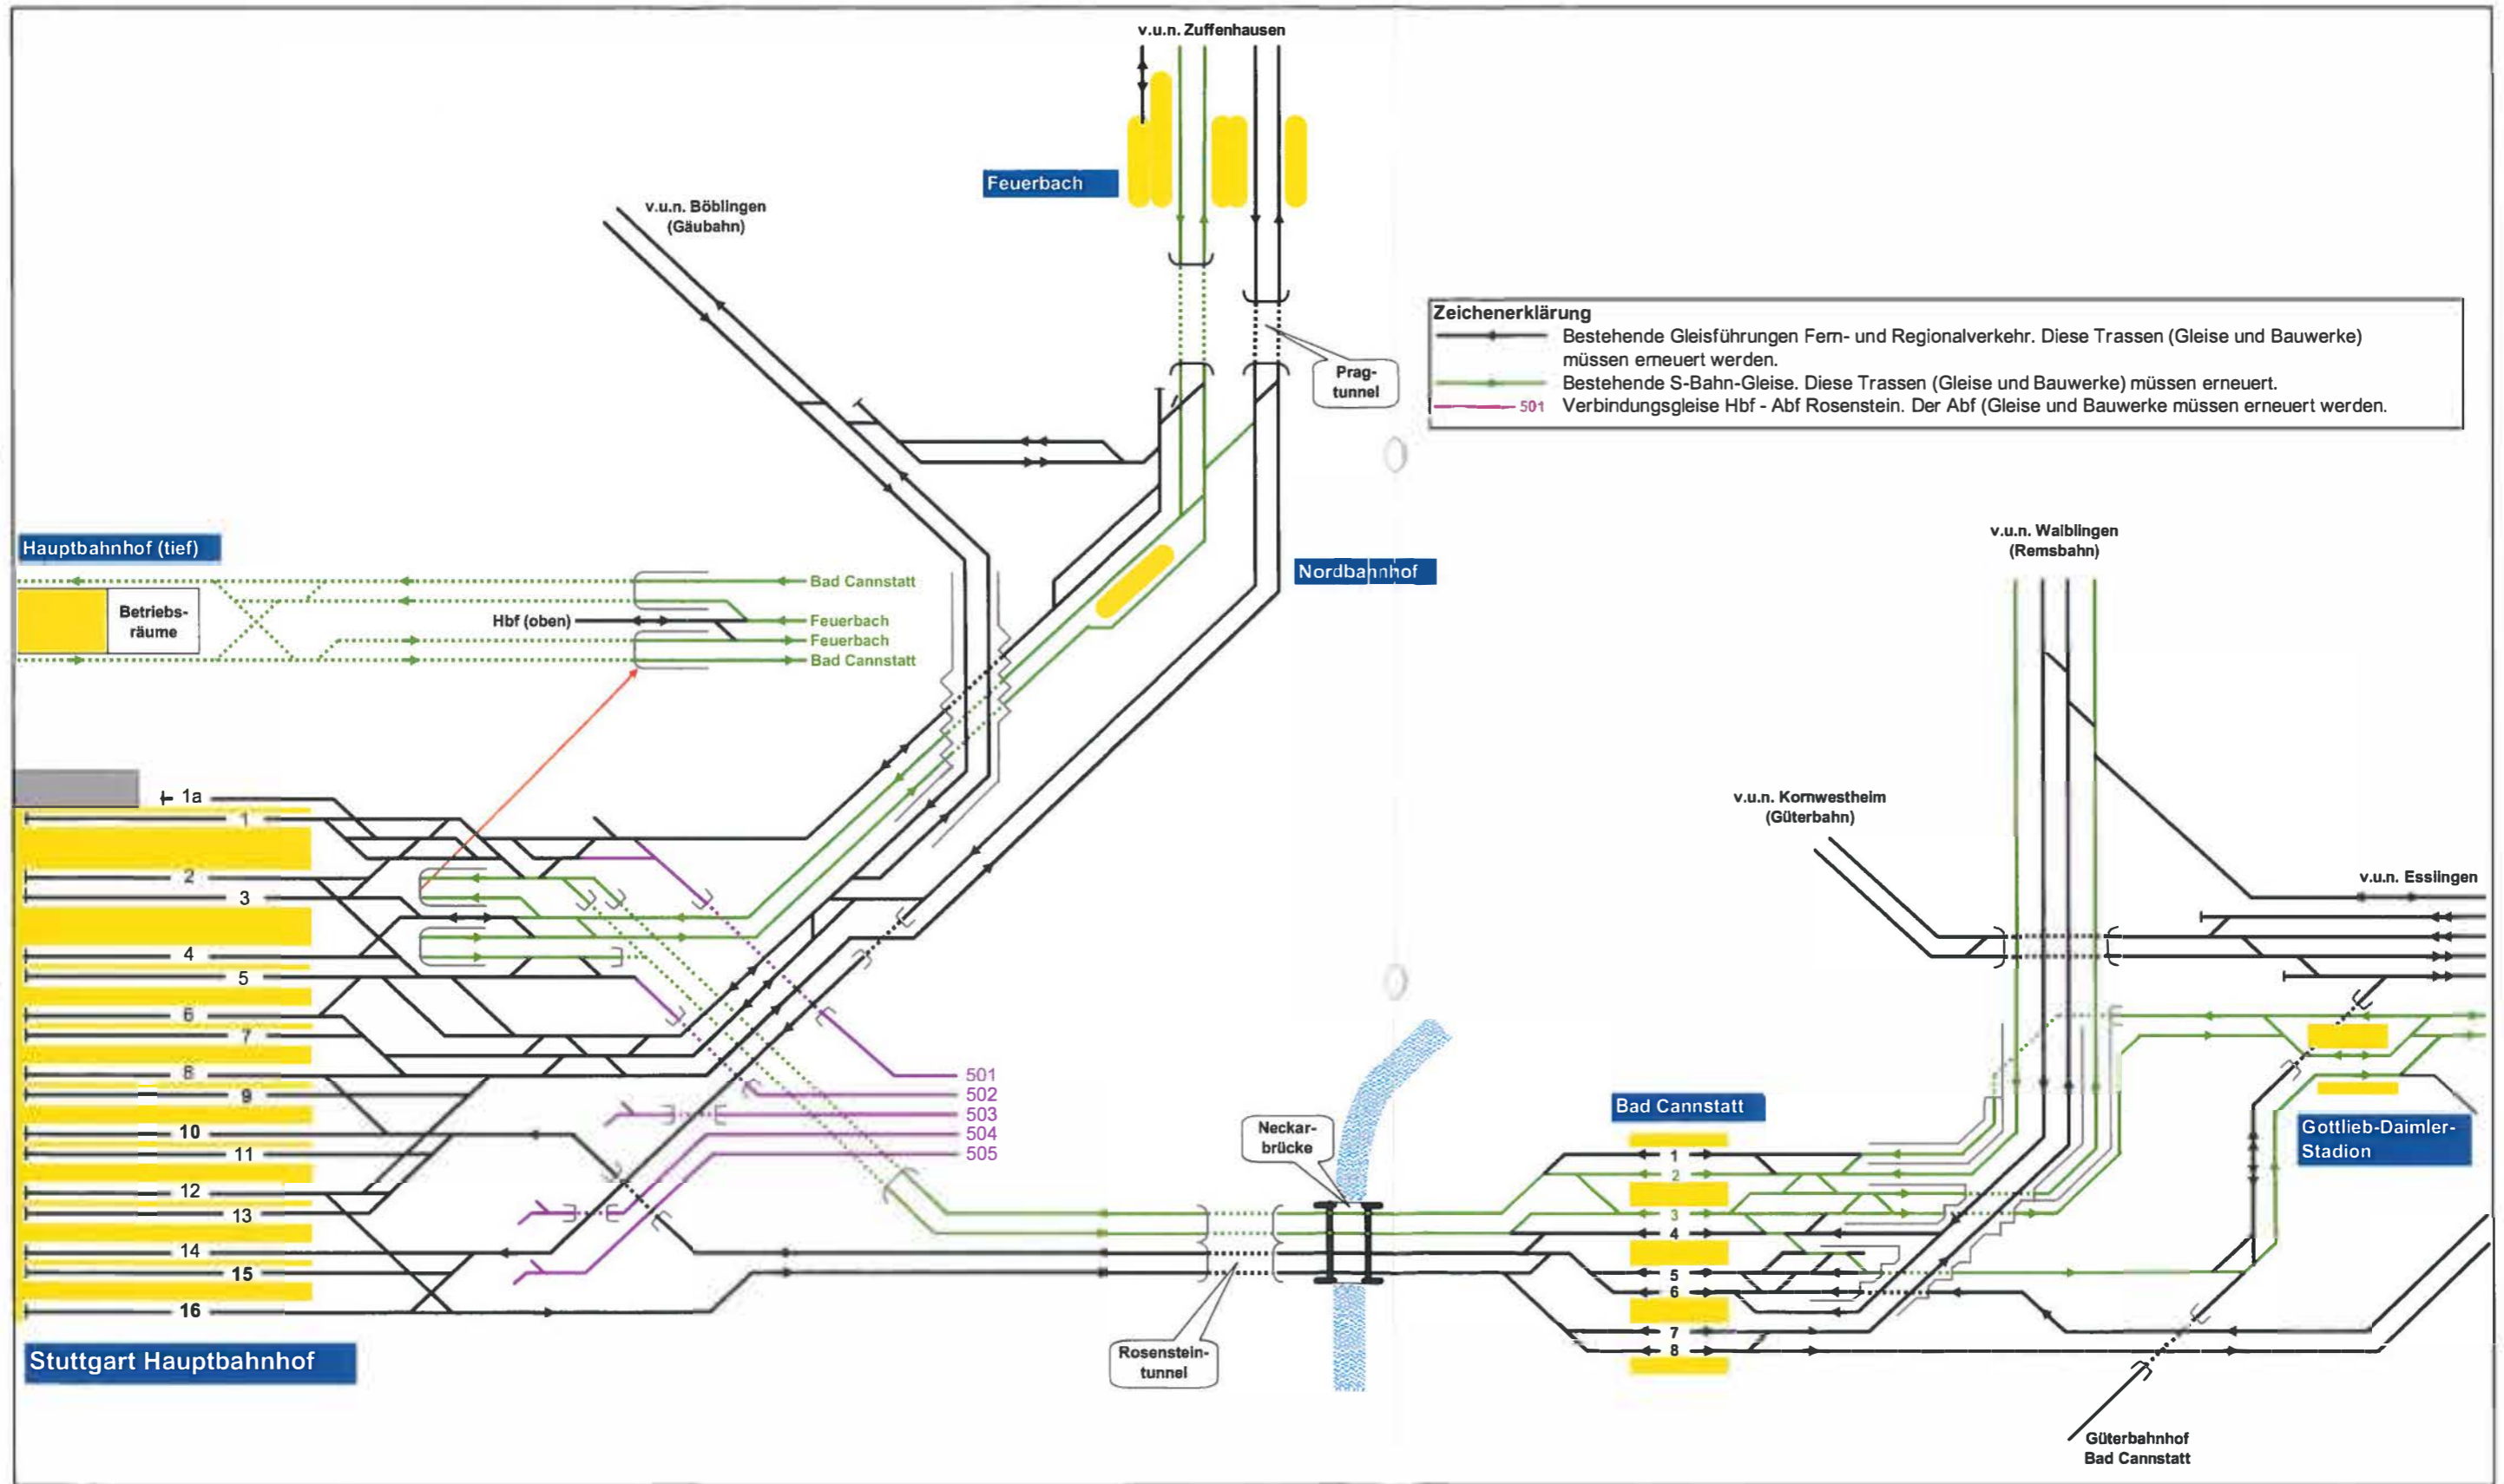 v.u.n. Zuffenhausen
Feuerbach
v.u.n. Böblingen
(Gäubahn)
Zeichenerklärung
Bestehende Gleisführungen Fern- und Regionalverkehr. Diese Trassen (Gleise und Bauwerke)
müssen erneuert werden.
Bestehende S-Bahn-Gleise. Diese Trassen (Gleise und Bauwerke) müssen erneuert.
501 Verbindungsgleise Hbf - Abf Rosenstein. Der Abf (Gleise und Bauwerke müssen erneuert werden.
Prag-
tunnel
Hauptbahnhof (tief)
Nordbahnhof
v.u.n. Waiblingen
(Remsbahn)
Betriebs-
räume
Bad Cannstatt
Hbf (oben)
Feuerbach
Feuerbach
Bad Cannstatt
v.u.n. Kornwestheim
(Güterbahn)
v.u.n. Esslingen
1a
1
2
3
4
5
6
7
8
9
10
11
12
13
14
15
16
501
502
503
504
505
Neckar-
brücke
Bad Cannstatt
1
2
3
4
5
6
7
8
Gottlieb-Daimler-
Stadion
Rosenstein-
tunnel
Stuttgart Hauptbahnhof
Güterbahnhof
Bad Cannstatt